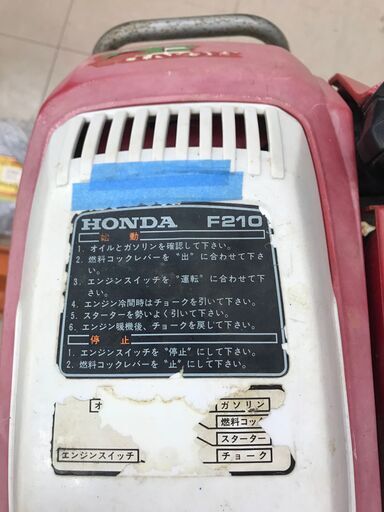 HONDA F210
始動
1. オイルとガソリンを確認して下さい。
2. 燃料コックレバーを“出”に合わせて下さい。
3. エンジンスイッチを“運転”に合わせて下さい。
4. エンジン冷間時はチョークを引いて下さい。
5. スターターを勢いよく引いて下さい。
6. エンジン暖機後、チョークを戻して下さい。
停止
1. エンジンスイッチを“停止”にして下さい。
2. 燃料コックレバーを“止”にして下さい。
オ
ガソリン
燃料コッ
スターター
エンジンスイッチ
チョーク